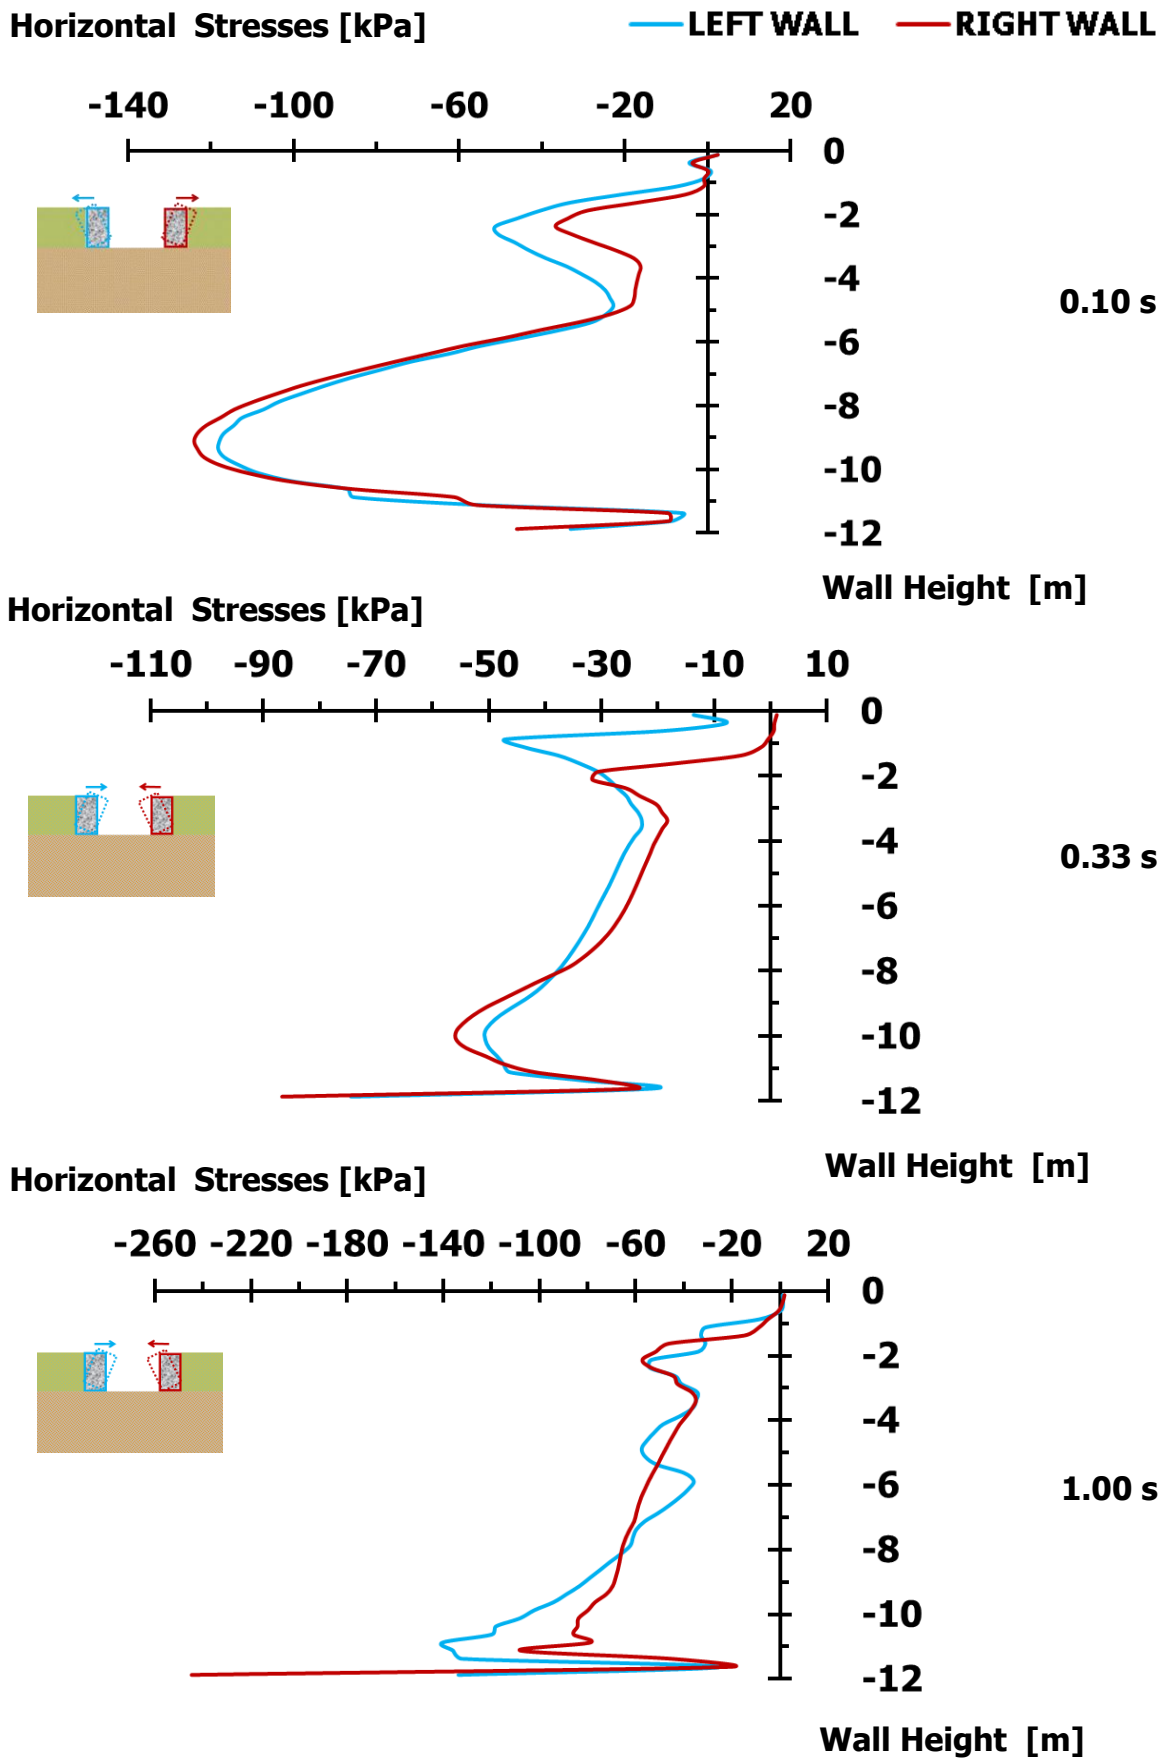 Horizontal Stresses [kPa] LEFT WALL RIGHT WALL
-140 -100 -60 -20 20
0
-2
-4
0.10 s
-6
-8
-10
-12
Wall Height [m]
Horizontal Stresses [kPa]
-110 -90 -70 -50 -30 -10 10
0
-2
-4
0.33 s
-6
-8
-10
-12
Wall Height [m]
Horizontal Stresses [kPa]
-260 -220 -180 -140 -100 -60 -20 20
0
-2
-4
-6
1.00 s
-8
-10
-12
Wall Height [m]